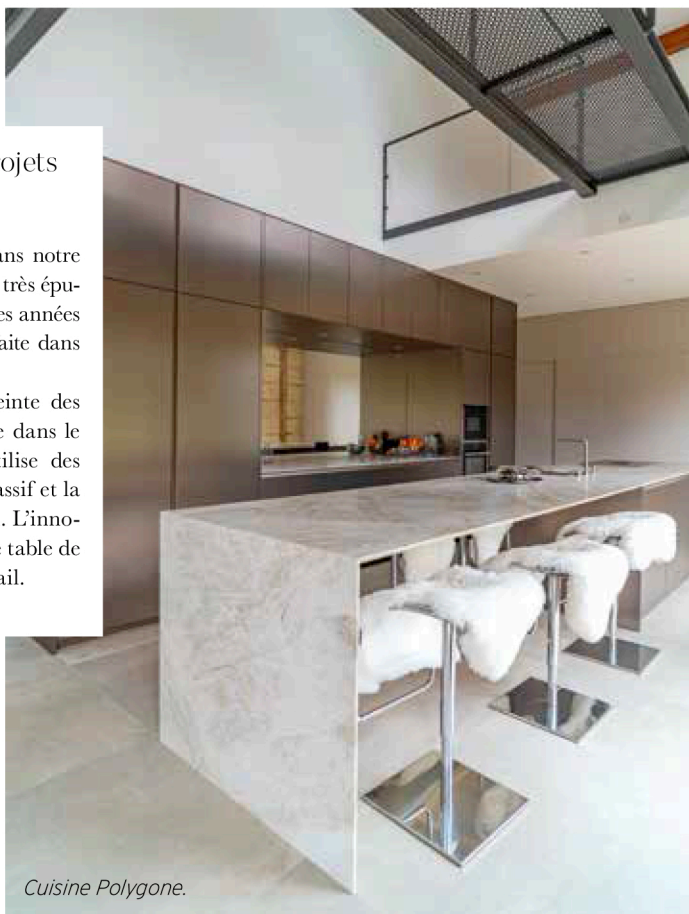 ojets
ans notre
très épu-
es années
aite dans
einte des
e dans le
ilise des
assif et la
. L'inno-
e table de
ail.
Cuisine Polygone.